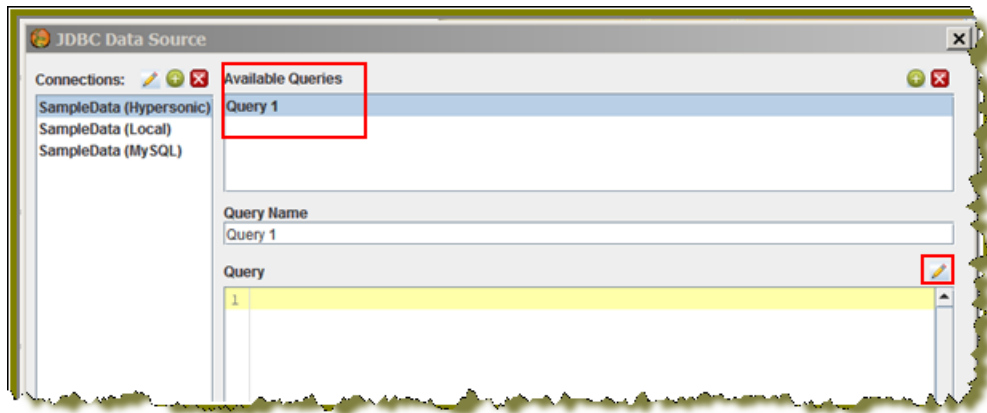 JDBC Data Source
Connections:
SampleData (Hypersonic)
SampleData (Local)
SampleData (MySQL)
Available Queries
Query 1
Query Name
Query 1
Query
1